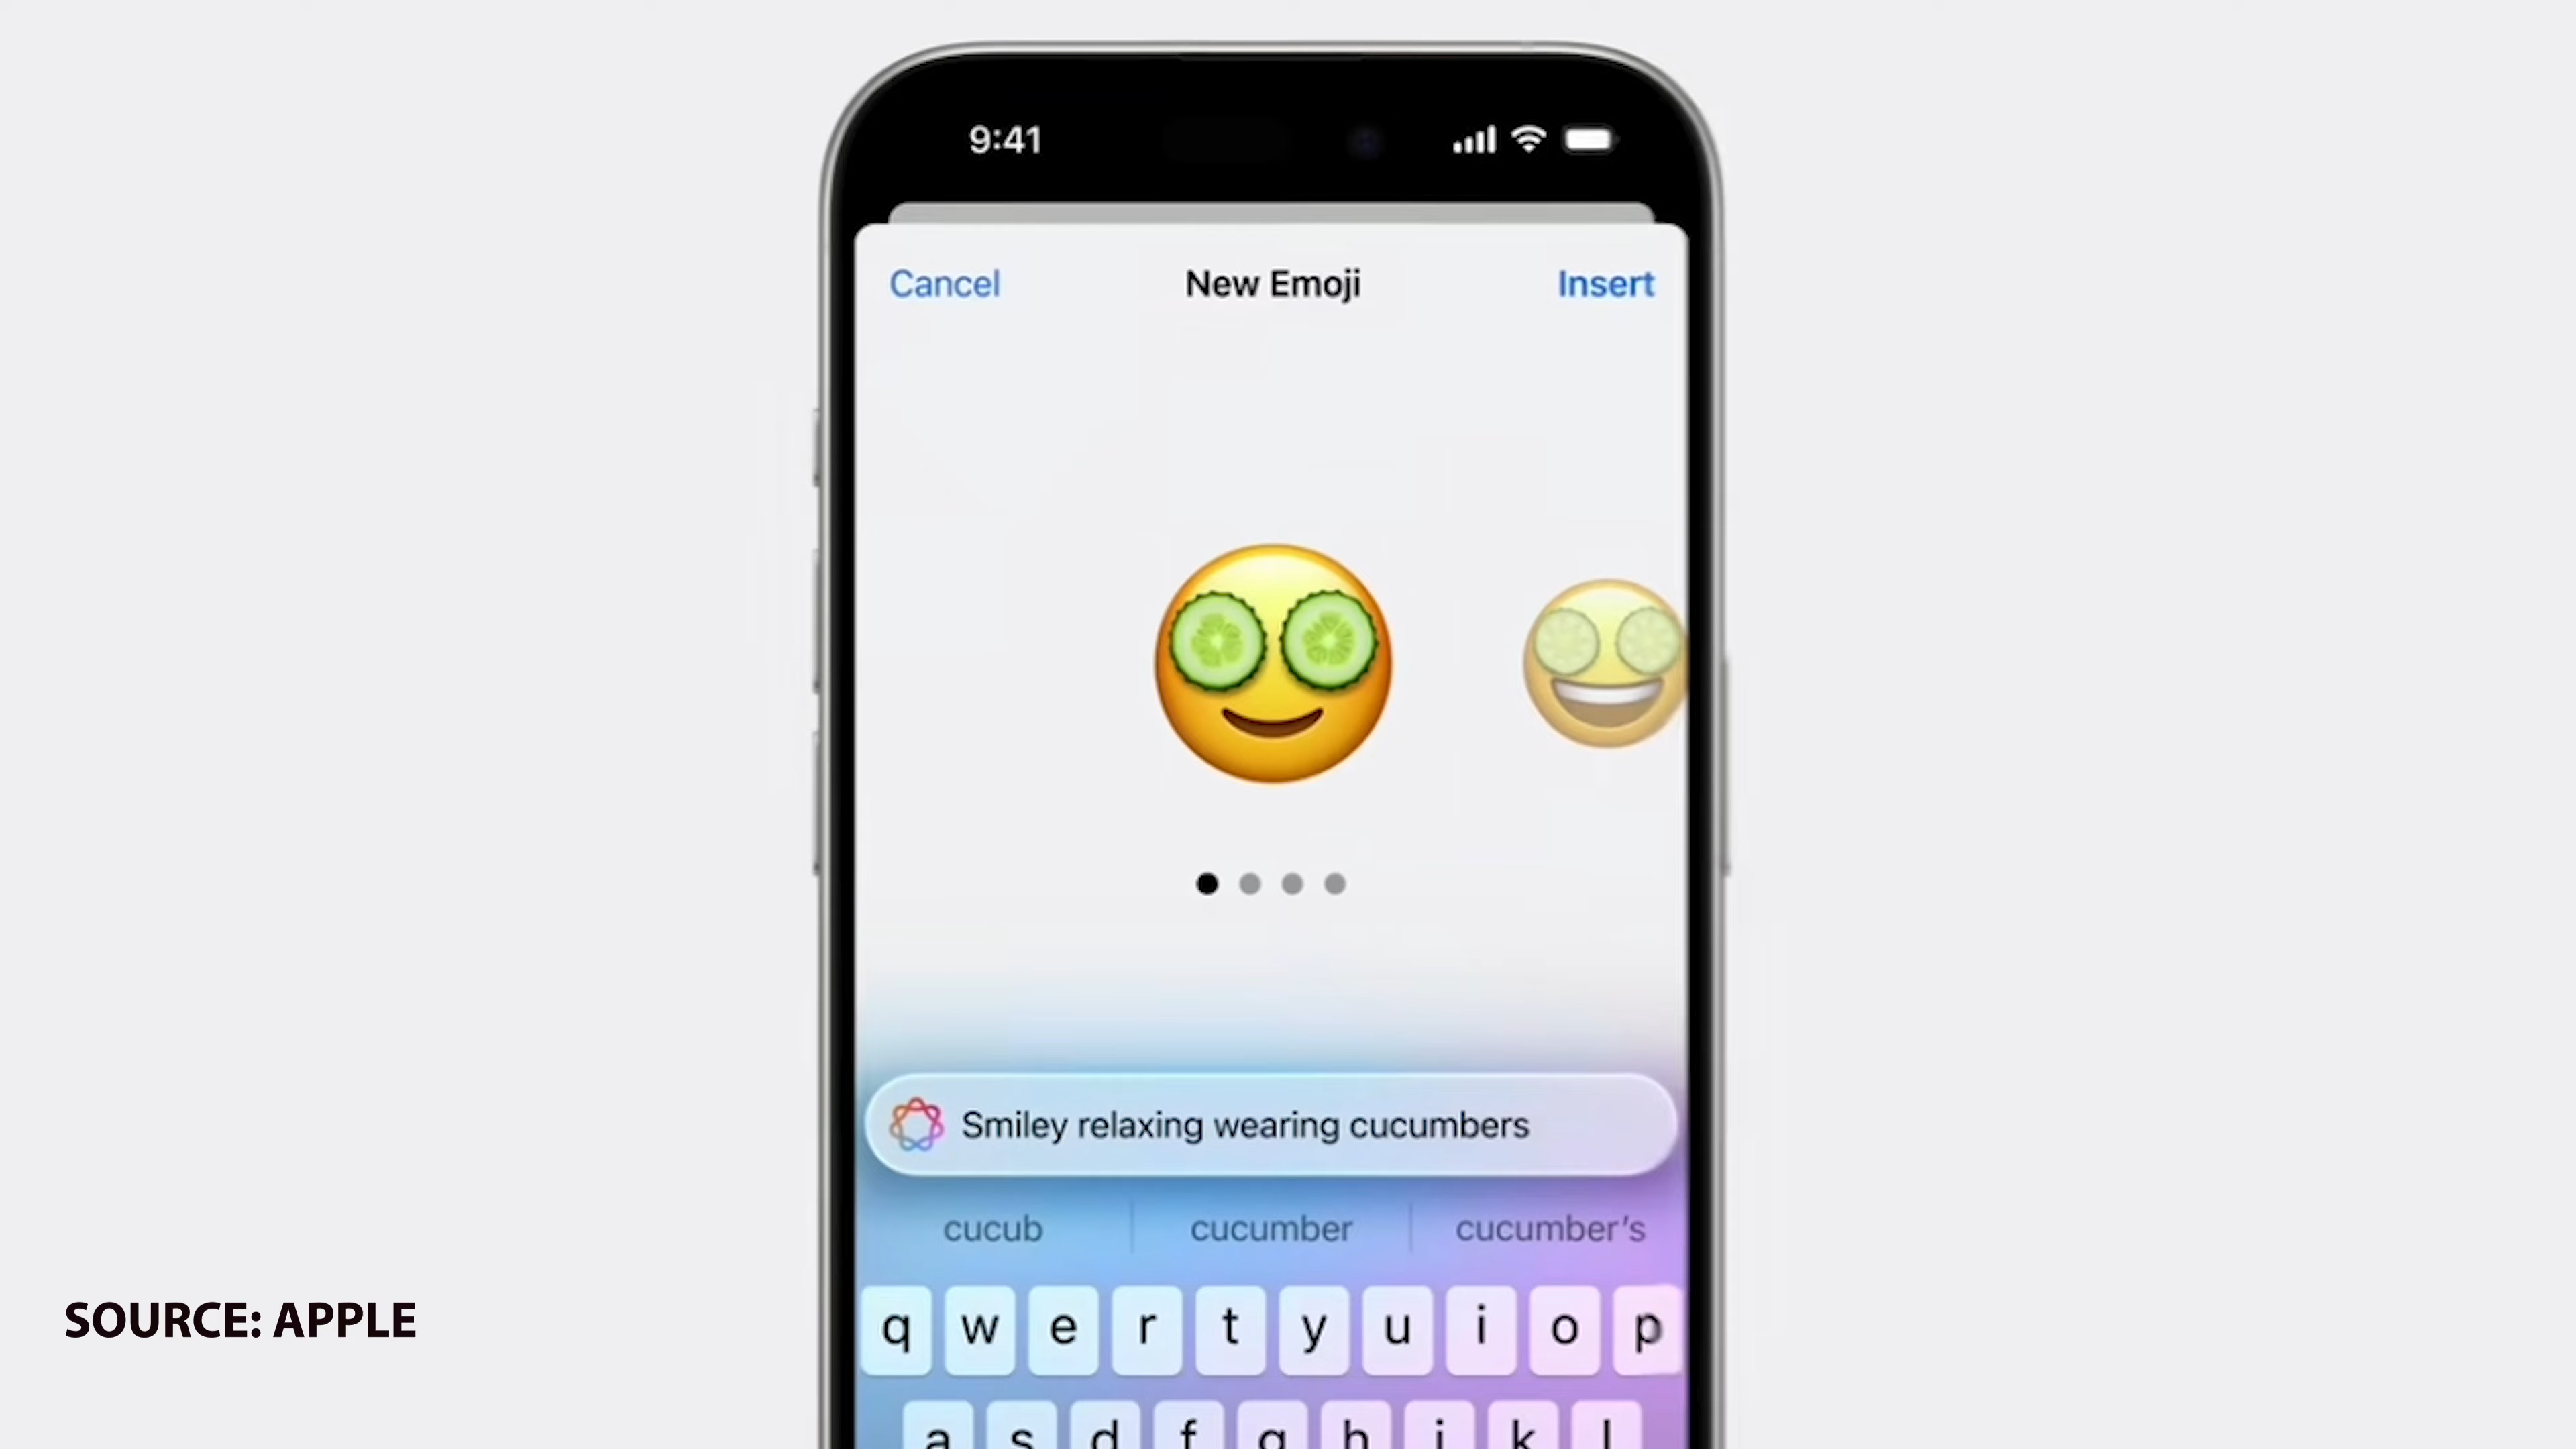 9:41
Cancel New Emoji Insert
Smiley relaxing wearing cucumbers
cucub cucumber cucumber's
q w e r t y u i o p
a s d f g h j k l
SOURCE: APPLE